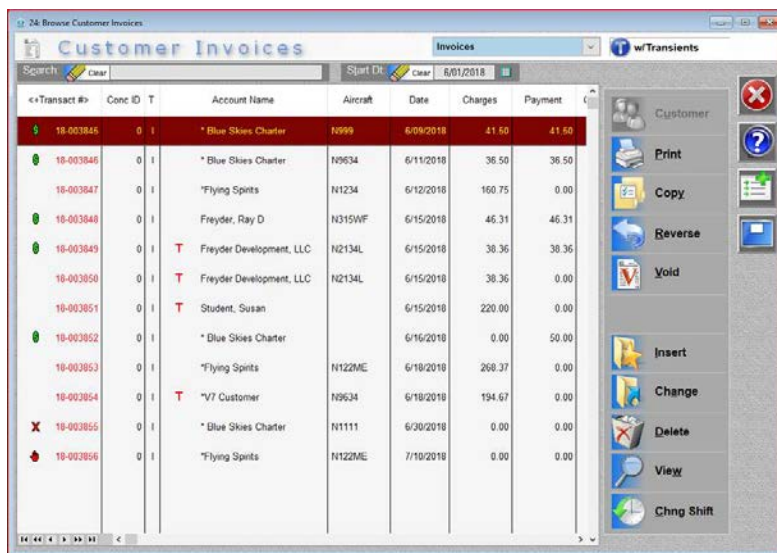 24: Browse Customer Invoices
Customer Invoices Invoices w/Transients
Search: Clear Start Dt: Clear 6/01/2018
<+Transact #> Conc ID T Account Name Aircraft Date Charges Payment
$ 18-003845 0 I * Blue Skies Charter N999 6/09/2018 41.50 41.50
18-003846 0 I * Blue Skies Charter N9634 6/11/2018 36.50 36.50
18-003847 0 I *Flying Spirits N1234 6/12/2018 160.75 0.00
18-003848 0 I Freyder, Ray D N315WF 6/15/2018 46.31 46.31
18-003849 0 I T Freyder Development, LLC N2134L 6/15/2018 38.36 38.36
18-003850 0 I T Freyder Development, LLC N2134L 6/15/2018 38.36 0.00
18-003851 0 I T Student, Susan 6/15/2018 220.00 0.00
18-003852 0 I * Blue Skies Charter 6/16/2018 0.00 50.00
18-003853 0 I *Flying Spirits N122ME 6/18/2018 268.37 0.00
18-003854 0 I T *V7 Customer N9634 6/18/2018 194.67 0.00
X 18-003855 0 I * Blue Skies Charter N1111 6/30/2018 0.00 0.00
18-003856 0 I *Flying Spirits N122ME 7/10/2018 0.00 0.00
Customer
Print
Copy
Reverse
Void
Insert
Change
Delete
View
Chng Shift